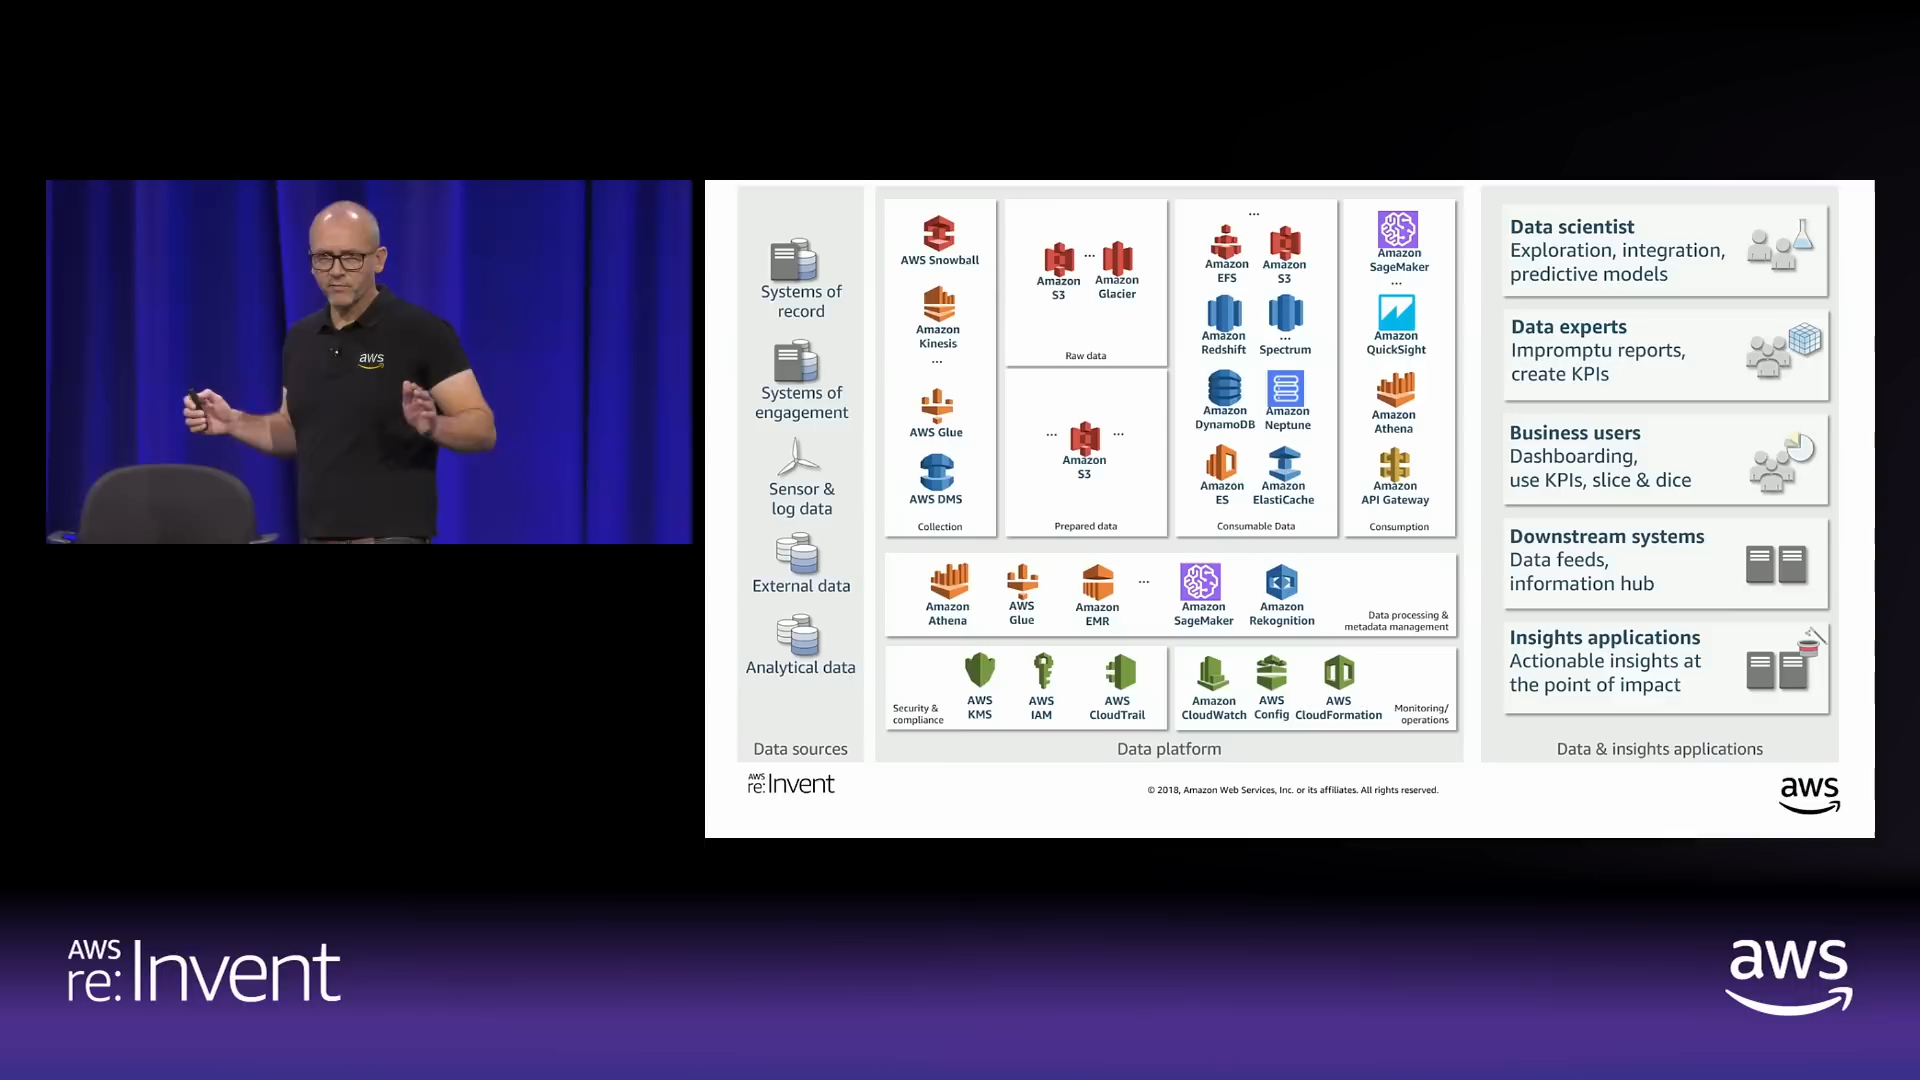 aws
Systems of
record
Systems of
engagement
Sensor &
log data
External data
Analytical data
Data sources
AWS Snowball
Amazon
Kinesis
...
AWS Glue
AWS DMS
Collection
Amazon
S3
...
Amazon
Glacier
Raw data
...
Amazon
S3
...
Prepared data
...
Amazon
EFS
Amazon
S3
Amazon
Redshift
Spectrum
...
Amazon
DynamoDB
Amazon
Neptune
Amazon
ES
Amazon
ElastiCache
Consumable Data
Amazon
SageMaker
...
Amazon
QuickSight
Amazon
Athena
Amazon
API Gateway
Consumption
Amazon
Athena
AWS
Glue
Amazon
EMR
...
Amazon
SageMaker
Amazon
Rekognition
Data processing &
metadata management
Security &
compliance
AWS
KMS
AWS
IAM
AWS
CloudTrail
Amazon
CloudWatch
AWS
Config
AWS
CloudFormation
Monitoring/
operations
Data platform
Data scientist
Exploration, integration,
predictive models
Data experts
Impromptu reports,
create KPIs
Business users
Dashboarding,
use KPIs, slice & dice
Downstream systems
Data feeds,
information hub
Insights applications
Actionable insights at
the point of impact
Data & insights applications
AWS
re:Invent
© 2018, Amazon Web Services, Inc. or its affiliates. All rights reserved.
aws
AWS
re:Invent
aws